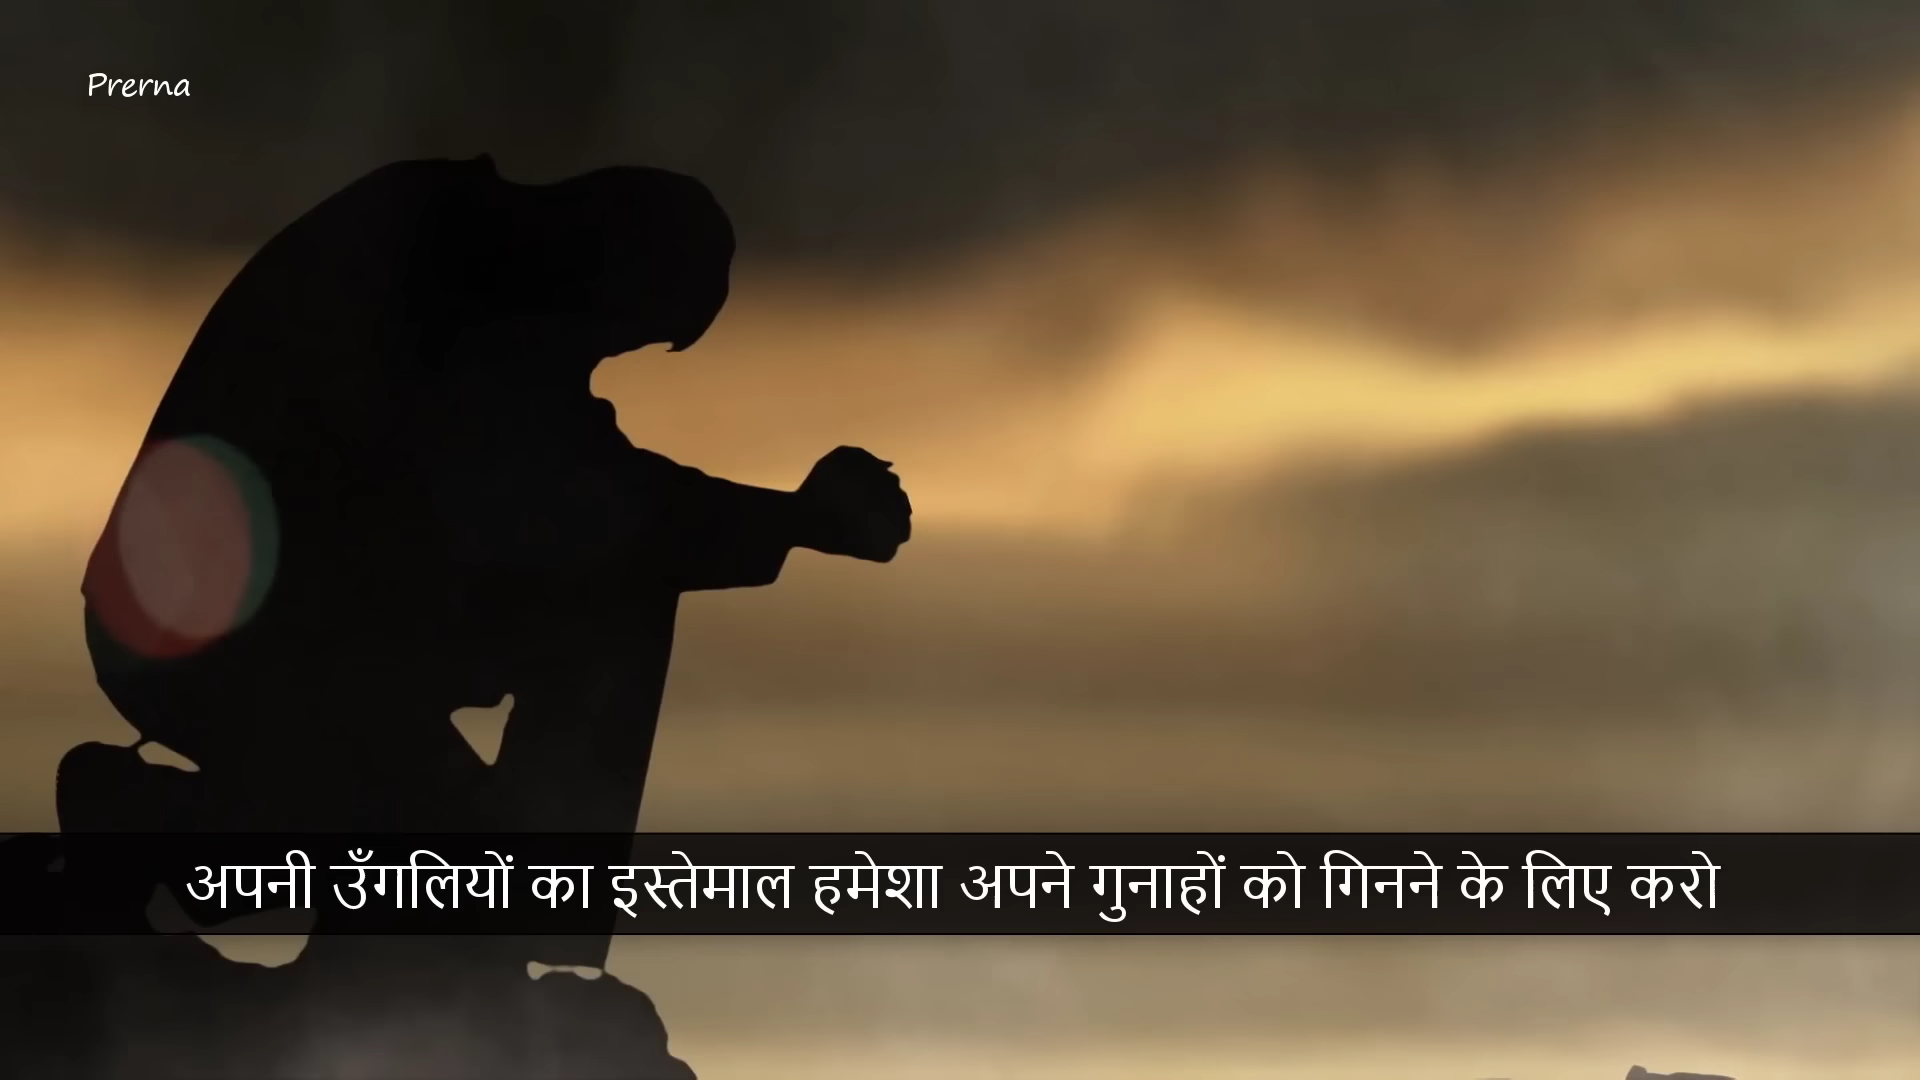 Prerna
अपनी उँगलियों का इस्तेमाल हमेशा अपने गुनाहों को गिनने के लिए करो